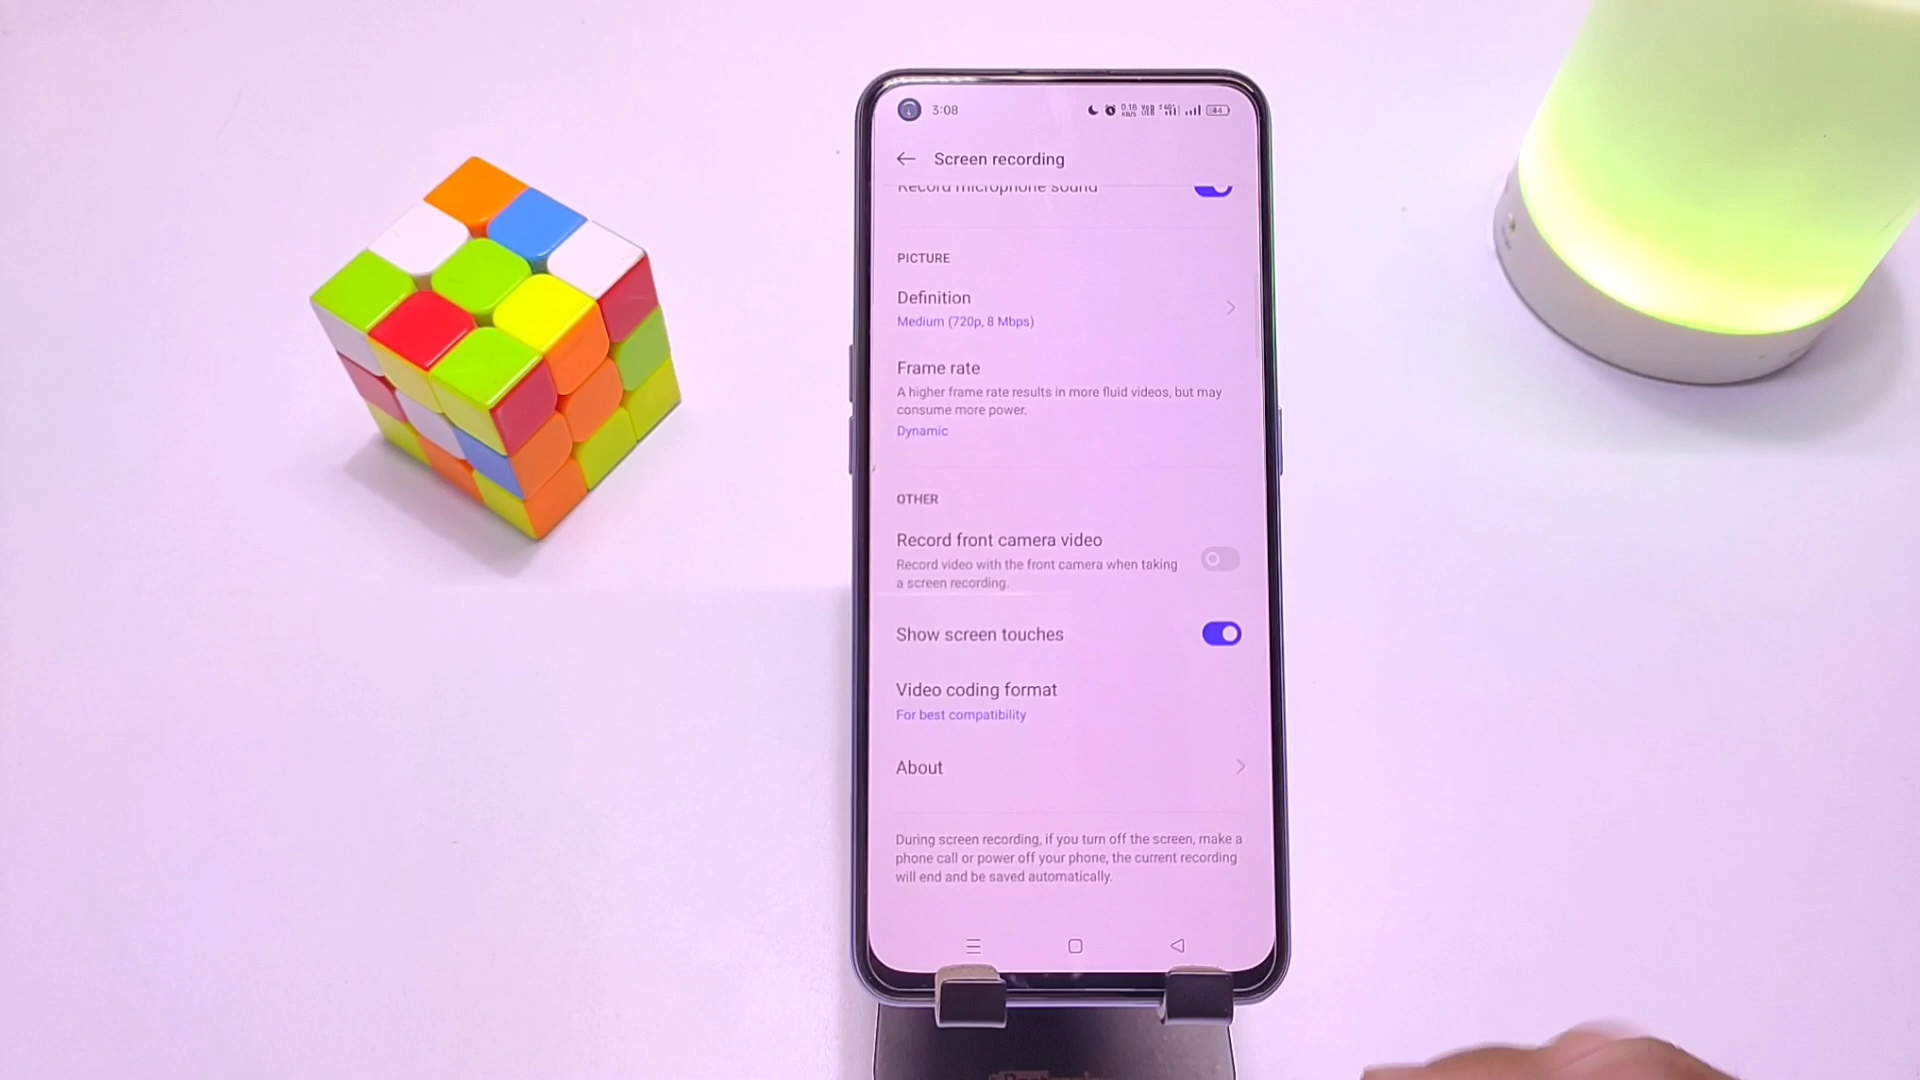 3:08
Screen recording
Record microphone sound
PICTURE
Definition
Medium (720p, 8 Mbps)
Frame rate
A higher frame rate results in more fluid videos, but may
consume more power.
Dynamic
OTHER
Record front camera video
Record video with the front camera when taking
a screen recording.
Show screen touches
Video coding format
For best compatibility
About
During screen recording, if you turn off the screen, make a
phone call or power off your phone, the current recording
will end and be saved automatically.